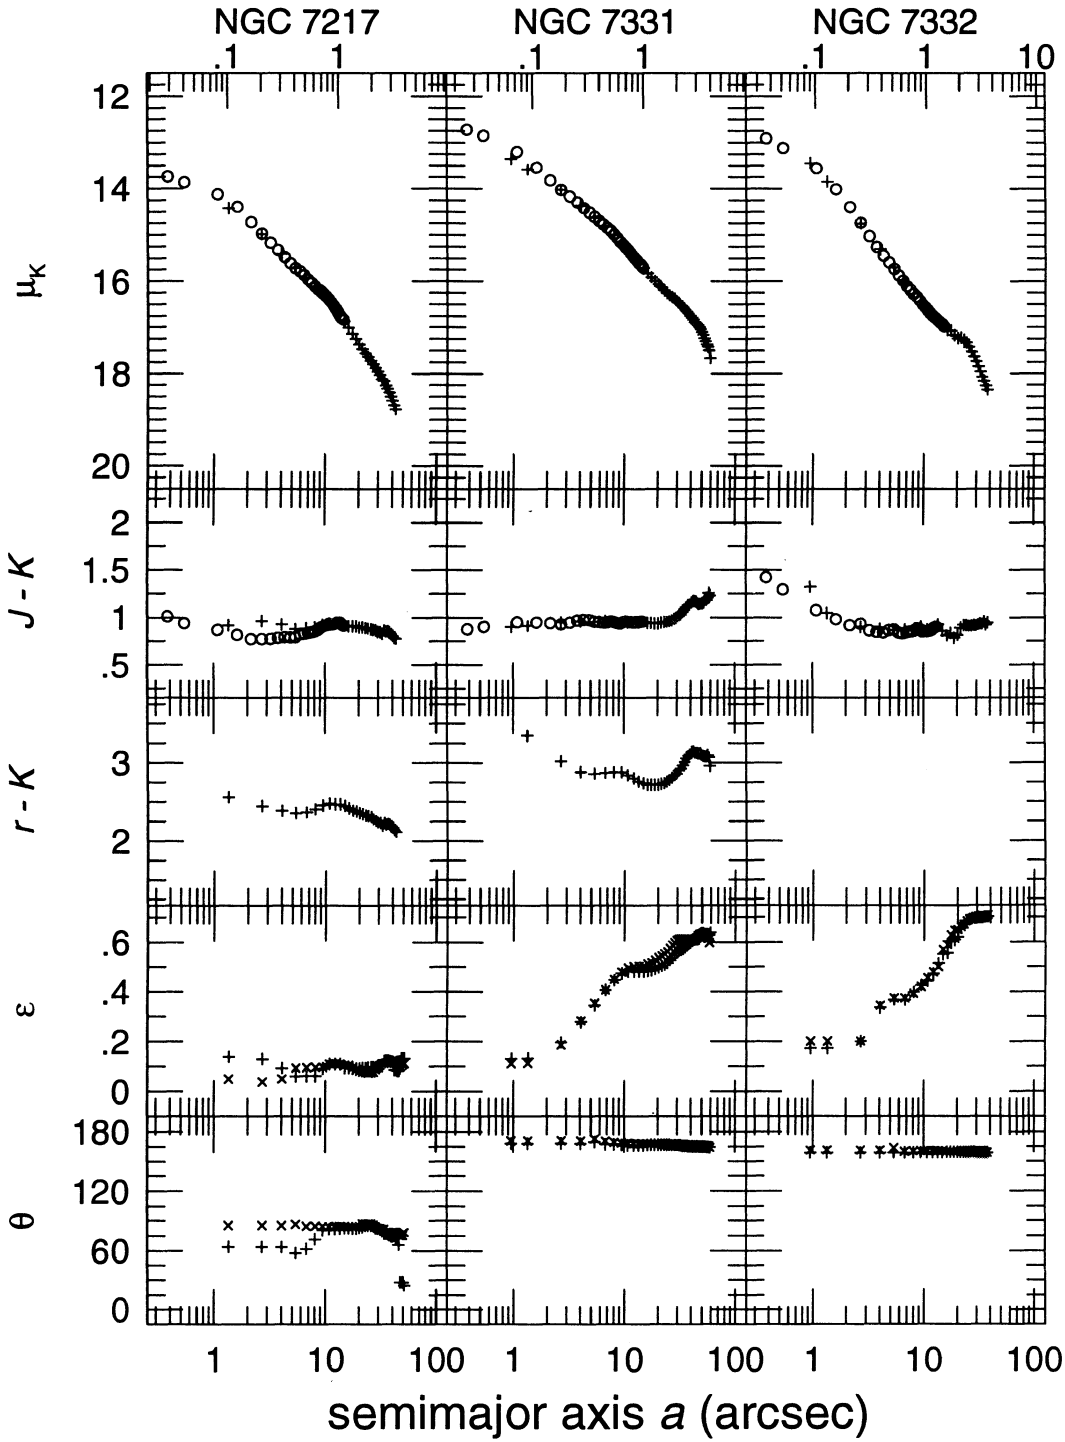 NGC 7217 NGC 7331 NGC 7332
.1 1 .1 1 .1 1 10
12
14
μK
16
18
20
2
1.5
J - K
1
.5
3
r - K
2
.6
.4
ε
.2
0
180
120
θ
60
0
1 10 100 1 10 100 1 10 100
semimajor axis a (arcsec)